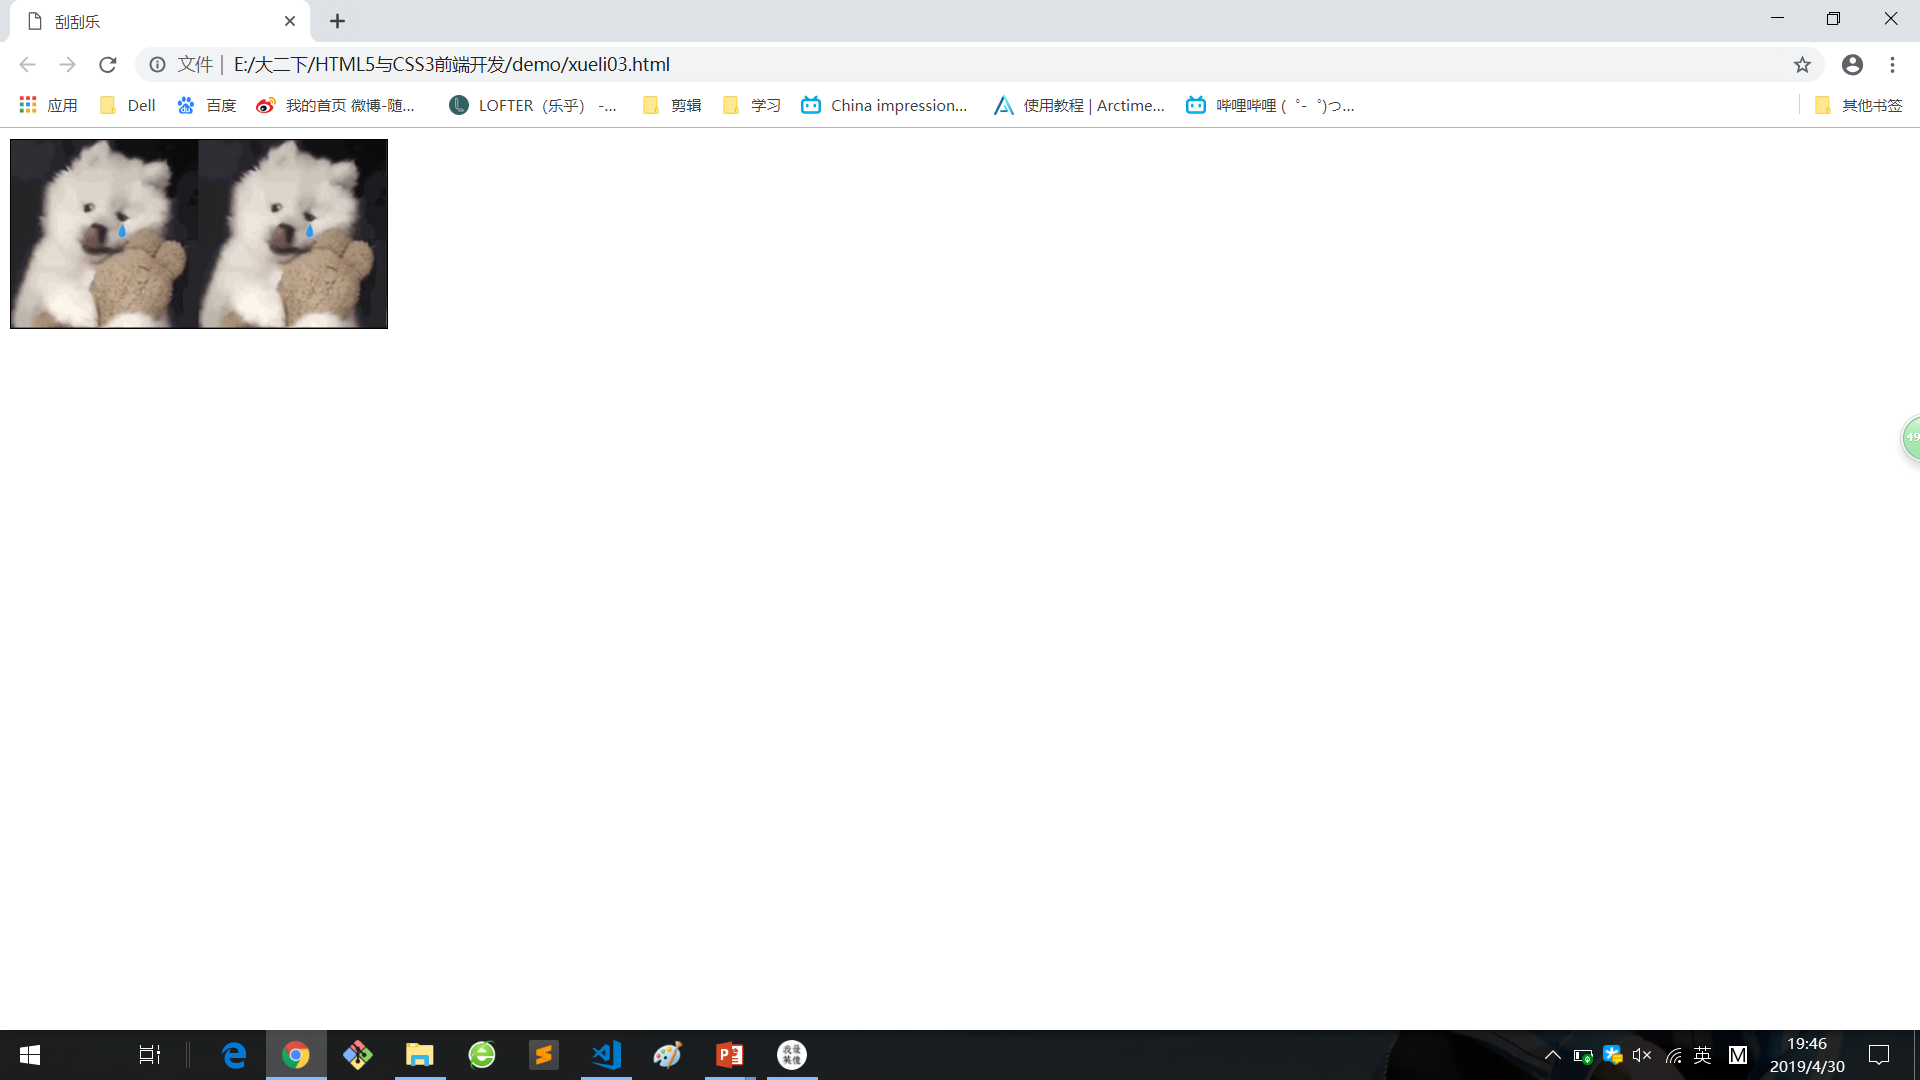 刮刮乐
文件 | E:/大二下/HTML5与CSS3前端开发/demo/xueli03.html
应用 Dell 百度 我的首页 微博-随... LOFTER（乐乎） -... 剪辑 学习 China impression... 使用教程 | Arctime... 哔哩哔哩 ( ゜- ゜)つ... 其他书签
49
英 M 19:46
2019/4/30